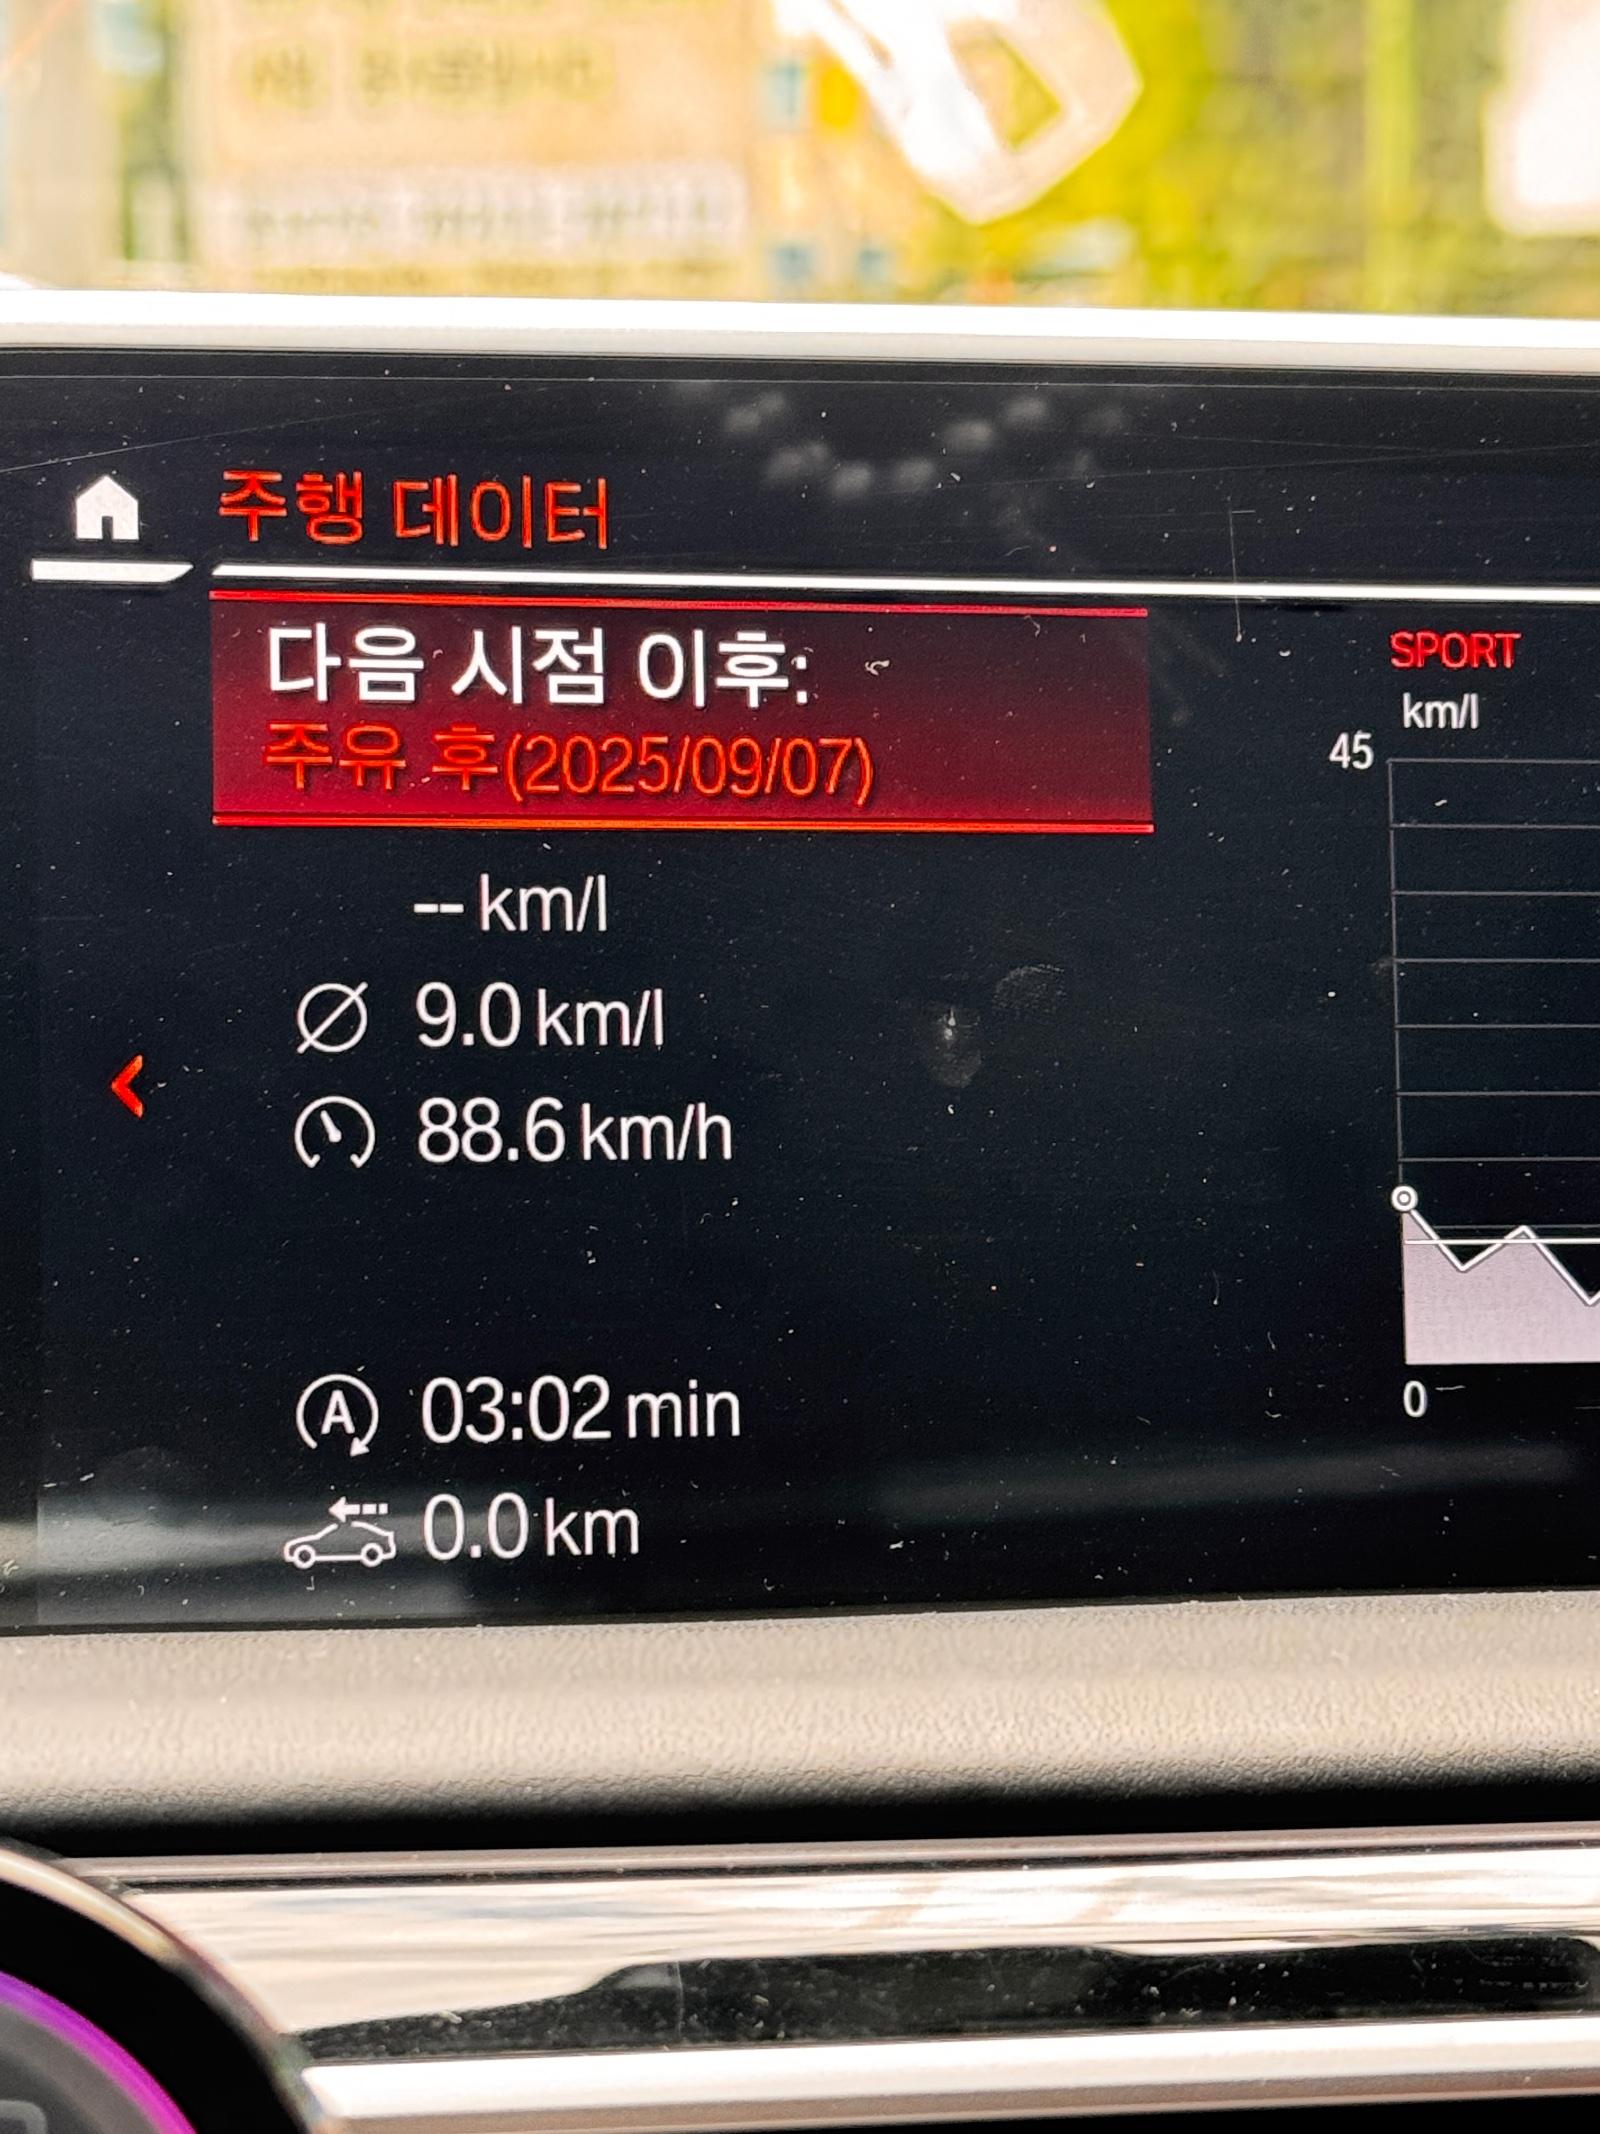 주행 데이터
다음 시점 이후:
주유 후(2025/09/07)
-- km/l
9.0 km/l
88.6 km/h
A 03:02 min
0.0 km
SPORT
km/l
45
0